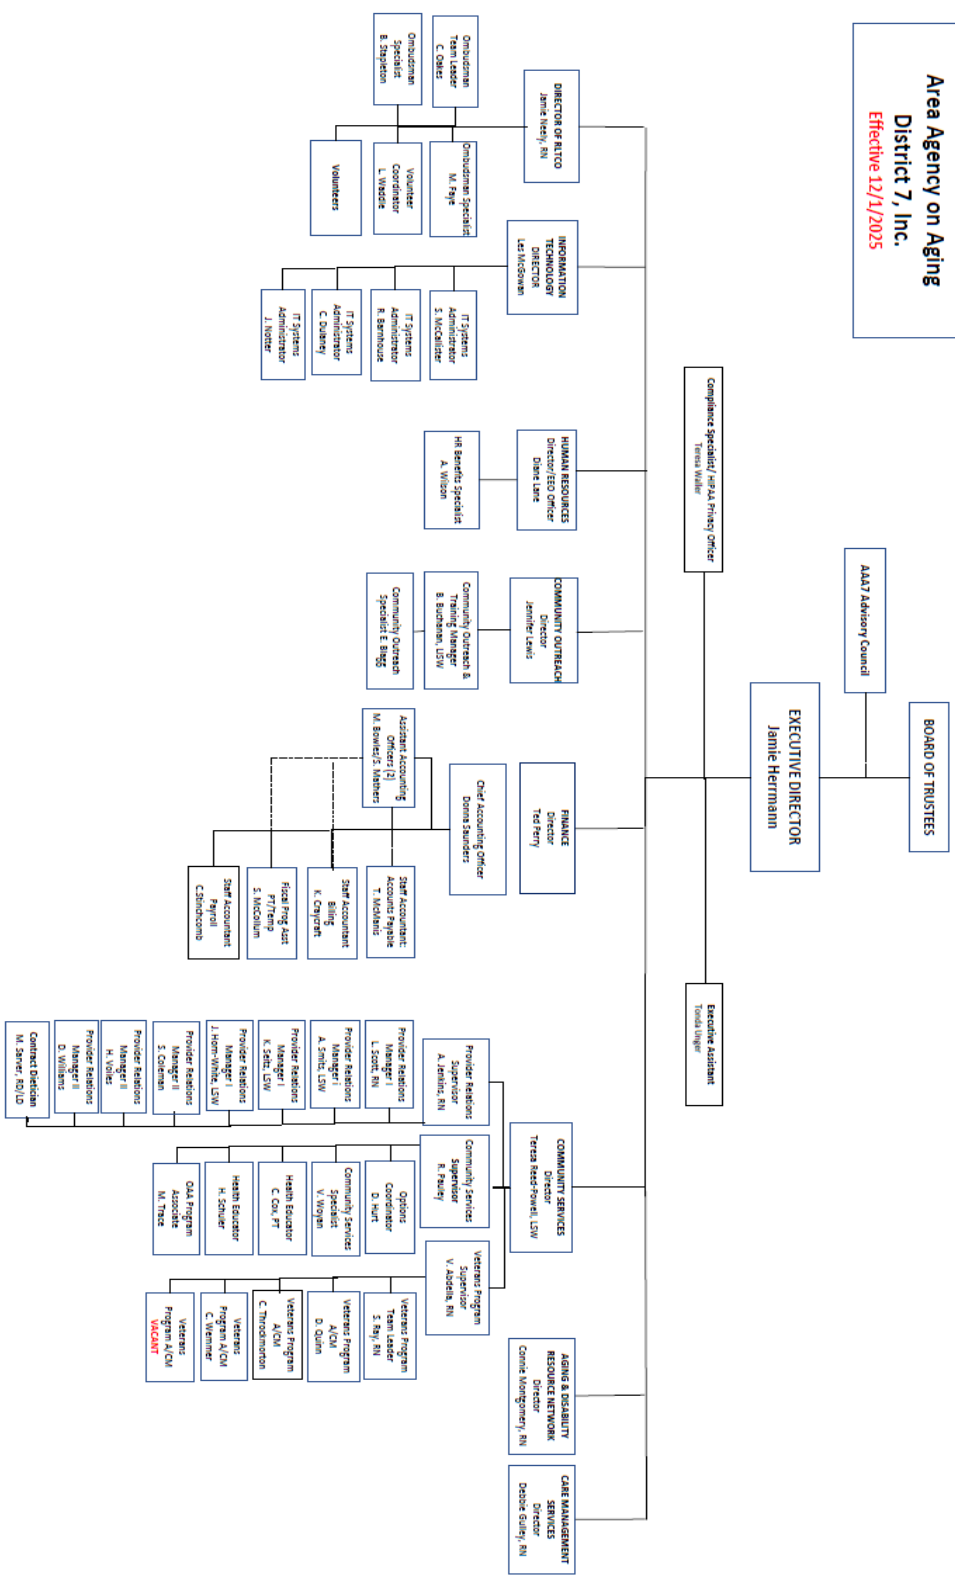 Area Agency on Aging
District 7, Inc.
Effective 12/1/2025
BOARD OF TRUSTEES
AAA7 Advisory Council
EXECUTIVE DIRECTOR
Jamie Herrmann
Compliance Specialist/ HIPAA Privacy Officer
Teresa Waller
Executive Assistant
Tonda Unger
DIRECTOR OF RLTCO
Jamie Neely, RN
Ombudsman
Team Leader
C. Oakes
Ombudsman
Specialist
B. Stapleton
Ombudsman Specialist
M. Faye
Volunteer
Coordinator
L. Waddle
Volunteers
INFORMATION
TECHNOLOGY
DIRECTOR
Les McGowan
IT Systems
Administrator
S. McCallister
IT Systems
Administrator
R. Barnhouse
IT Systems
Administrator
C. Dulaney
IT Systems
Administrator
J. Notter
HUMAN RESOURCES
Director/EEO Officer
Diane Lane
HR Benefits Specialist
A. Wilson
COMMUNITY OUTREACH
Director
Jennifer Lewis
Community Outreach &
Training Manager
B. Buchanan, LISW
Community Outreach
Specialist E. Blagg
FINANCE
Director
Ted Perry
Chief Accounting Officer
Donna Saunders
Assistant Accounting
Officers (2)
M. Bowles/S. Mathers
Staff Accountant:
Accounts Payable
T. McManis
Staff Accountant
Billing
K. Craycraft
Fiscal Prog Asst
PT/Temp
S. McCollum
Staff Accountant
Payroll
C.Stinchcomb
COMMUNITY SERVICES
Director
Teresa Reed-Powell, LSW
Provider Relations
Supervisor
A. Jenkins, RN
Provider Relations
Manager I
L. Scott, RN
Provider Relations
Manager I
A. Smits, LSW
Provider Relations
Manager I
K. Seitz, LSW
Provider Relations
Manager I
J. Horn-White, LSW
Provider Relations
Manager II
S. Coleman
Provider Relations
Manager II
H. Voiles
Provider Relations
Manager II
D. Williams
Contract Dietician
M. Sarver, RD/LD
Community Services
Supervisor
R. Pauley
Options
Coordinator
D. Hurt
Community Services
Specialist
V. Woyan
Health Educator
C. Cox, PT
Health Educator
H. Schuler
OAA Program
Associate
M. Trace
Veterans Program
Supervisor
V. Abdella, RN
Veterans Program
Team Leader
S. Ray, RN
Veterans Program
A/CM
D. Quinn
Veterans Program
A/CM
C. Throckmorton
Veterans
Program A/CM
C. Wemmer
Veterans
Program A/CM
VACANT
AGING & DISABILITY
RESOURCE NETWORK
Director
Connie Montgomery, RN
CARE MANAGEMENT
SERVICES
Director
Debbie Gulley, RN